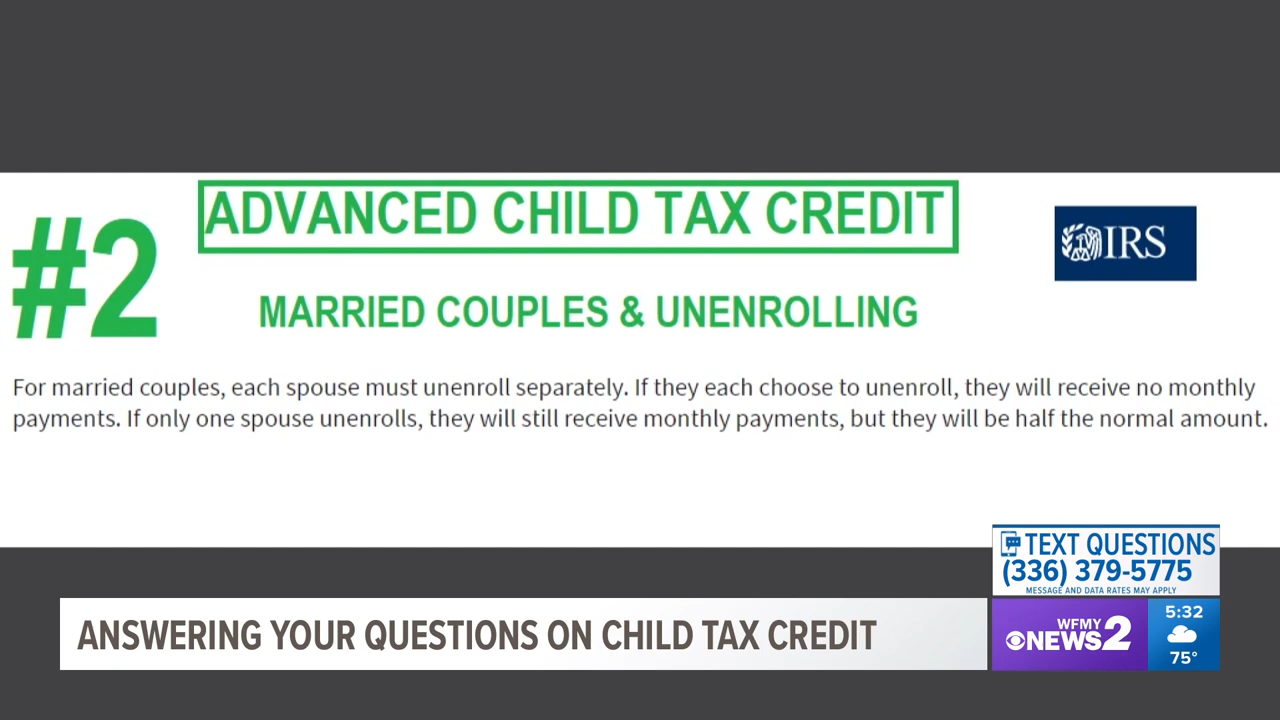 #2
ADVANCED CHILD TAX CREDIT
IRS
MARRIED COUPLES & UNENROLLING
For married couples, each spouse must unenroll separately. If they each choose to unenroll, they will receive no monthly
payments. If only one spouse unenrolls, they will still receive monthly payments, but they will be half the normal amount.
TEXT QUESTIONS
(336) 379-5775
MESSAGE AND DATA RATES MAY APPLY
ANSWERING YOUR QUESTIONS ON CHILD TAX CREDIT
WFMY
NEWS 2
5:32
75°